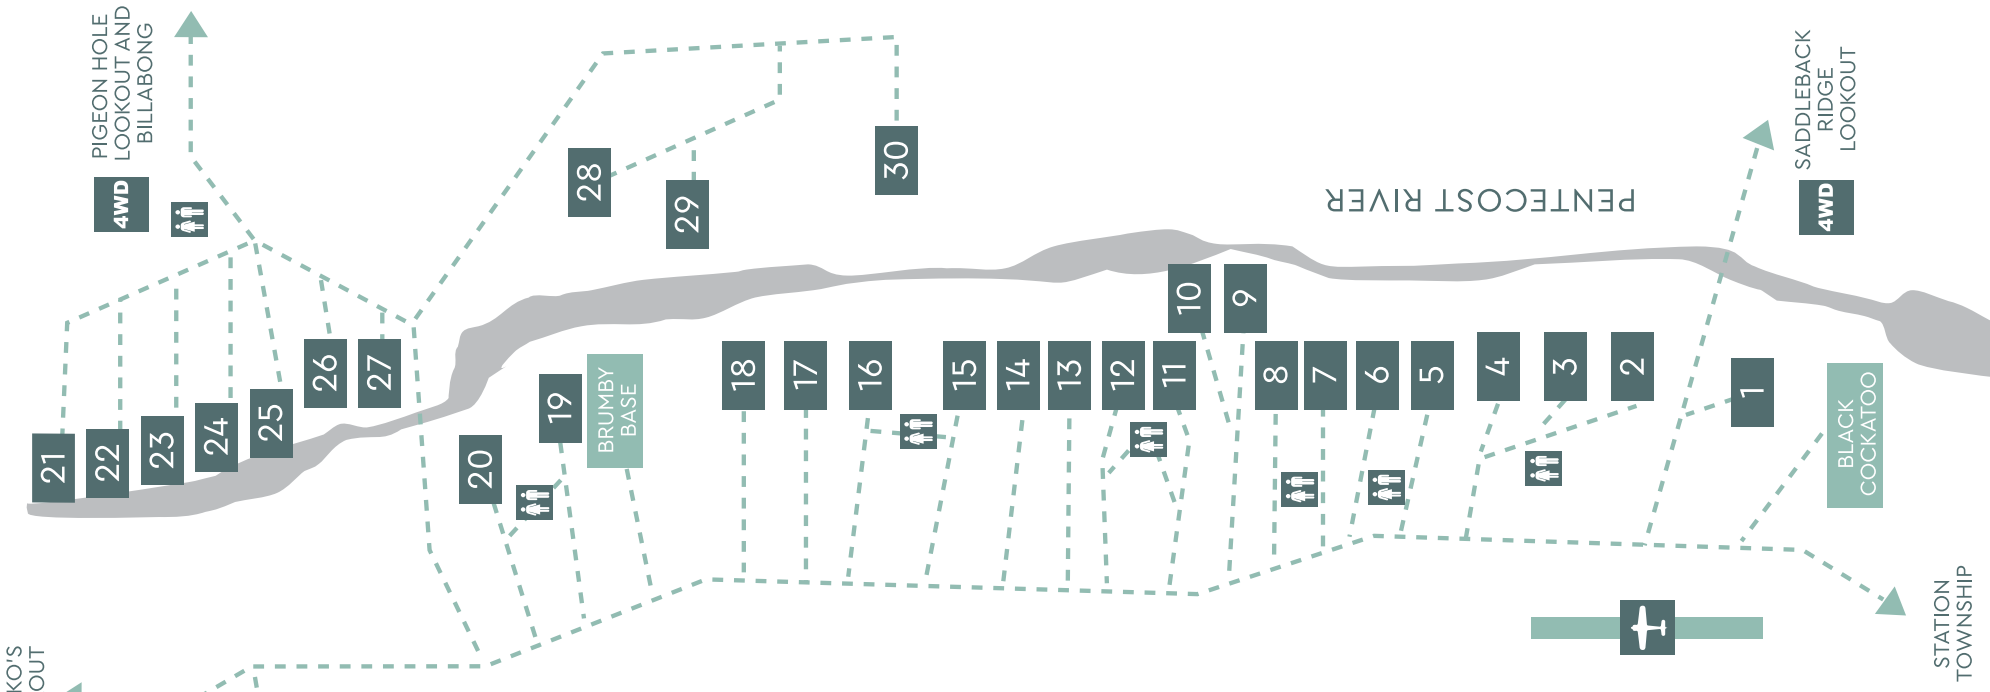 PIGEON HOLE
LOOKOUT AND
BILLABONG
4WD
SADDLEBACK
RIDGE
LOOKOUT
4WD
PENTECOST RIVER
28
29
30
21
22
23
24
25
26
27
20
19
BRUMBY
BASE
18
17
16
15
14
13
12
11
10
9
8
7
6
5
4
3
2
1
BLACK
COCKATOO
STATION
TOWNSHIP
KO'S
OUT